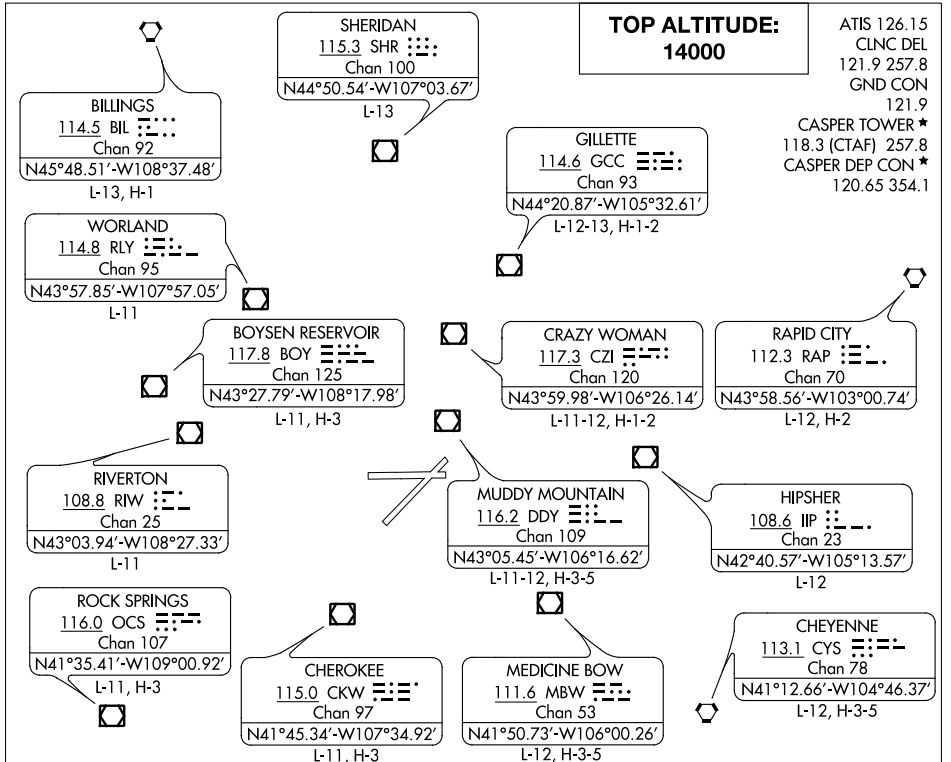 SHERIDAN
115.3 SHR
Chan 100
N44°50.54′-W107°03.67′
L-13
TOP ALTITUDE:
14000
ATIS 126.15
CLNC DEL
121.9 257.8
GND CON
121.9
CASPER TOWER ★
118.3 (CTAF) 257.8
CASPER DEP CON ★
120.65 354.1
BILLINGS
114.5 BIL
Chan 92
N45°48.51′-W108°37.48′
L-13, H-1
GILLETTE
114.6 GCC
Chan 93
N44°20.87′-W105°32.61′
L-12-13, H-1-2
WORLAND
114.8 RLY
Chan 95
N43°57.85′-W107°57.05′
L-11
BOYSEN RESERVOIR
117.8 BOY
Chan 125
N43°27.79′-W108°17.98′
L-11, H-3
CRAZY WOMAN
117.3 CZI
Chan 120
N43°59.98′-W106°26.14′
L-11-12, H-1-2
RAPID CITY
112.3 RAP
Chan 70
N43°58.56′-W103°00.74′
L-12, H-2
RIVERTON
108.8 RIW
Chan 25
N43°03.94′-W108°27.33′
L-11
MUDDY MOUNTAIN
116.2 DDY
Chan 109
N43°05.45′-W106°16.62′
L-11-12, H-3-5
HIPSHER
108.6 IIP
Chan 23
N42°40.57′-W105°13.57′
L-12
ROCK SPRINGS
116.0 OCS
Chan 107
N41°35.41′-W109°00.92′
L-11, H-3
CHEROKEE
115.0 CKW
Chan 97
N41°45.34′-W107°34.92′
L-11, H-3
MEDICINE BOW
111.6 MBW
Chan 53
N41°50.73′-W106°00.26′
L-12, H-3-5
CHEYENNE
113.1 CYS
Chan 78
N41°12.66′-W104°46.37′
L-12, H-3-5